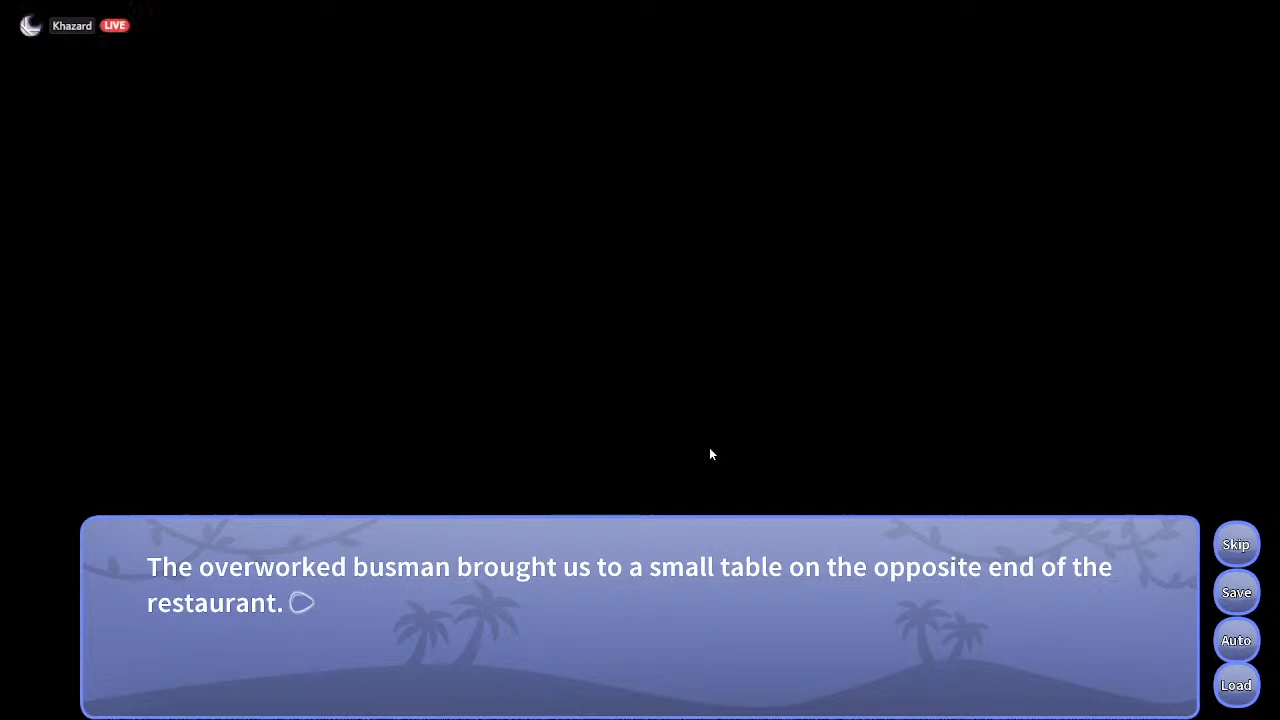 Khazard LIVE
The overworked busman brought us to a small table on the opposite end of the
restaurant.
Skip
Save
Auto
Load